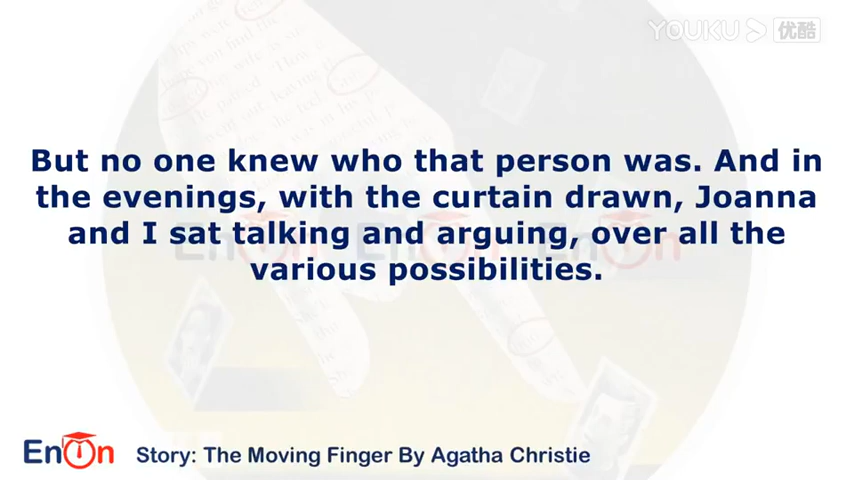 YOUKU 优酷
But no one knew who that person was. And in
the evenings, with the curtain drawn, Joanna
and I sat talking and arguing, over all the
various possibilities.
EnOn Story: The Moving Finger By Agatha Christie